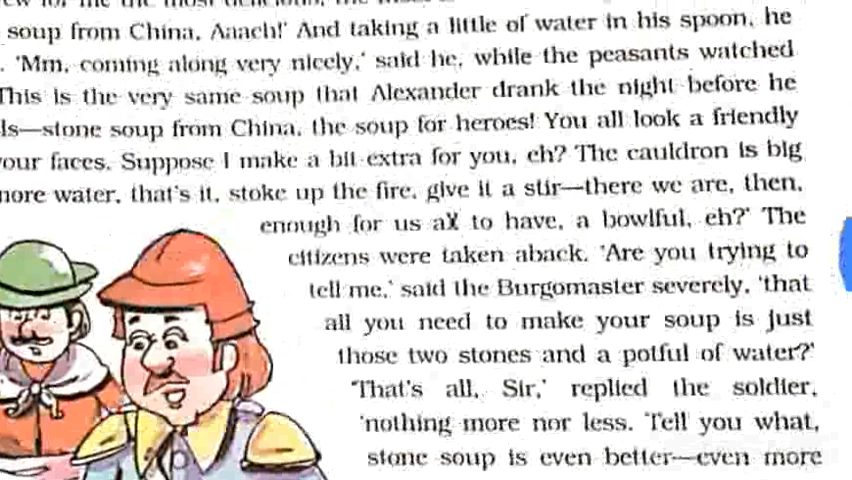 soup from China, Aaach!' And taking a little of water in his spoon, he
. 'Mm, coming along very nicely,' said he, while the peasants watched
This is the very same soup that Alexander drank the night before he
ls—stone soup from China, the soup for heroes! You all look a friendly
your faces. Suppose I make a bit extra for you, eh? The cauldron is big
more water, that's it, stoke up the fire, give it a stir—there we are, then,
enough for us all to have, a bowlful, eh?' The
citizens were taken aback. 'Are you trying to
tell me,' said the Burgomaster severely, 'that
all you need to make your soup is just
those two stones and a potful of water?'
'That's all, Sir,' replied the soldier,
'nothing more nor less. 'Tell you what,
stone soup is even better—even more